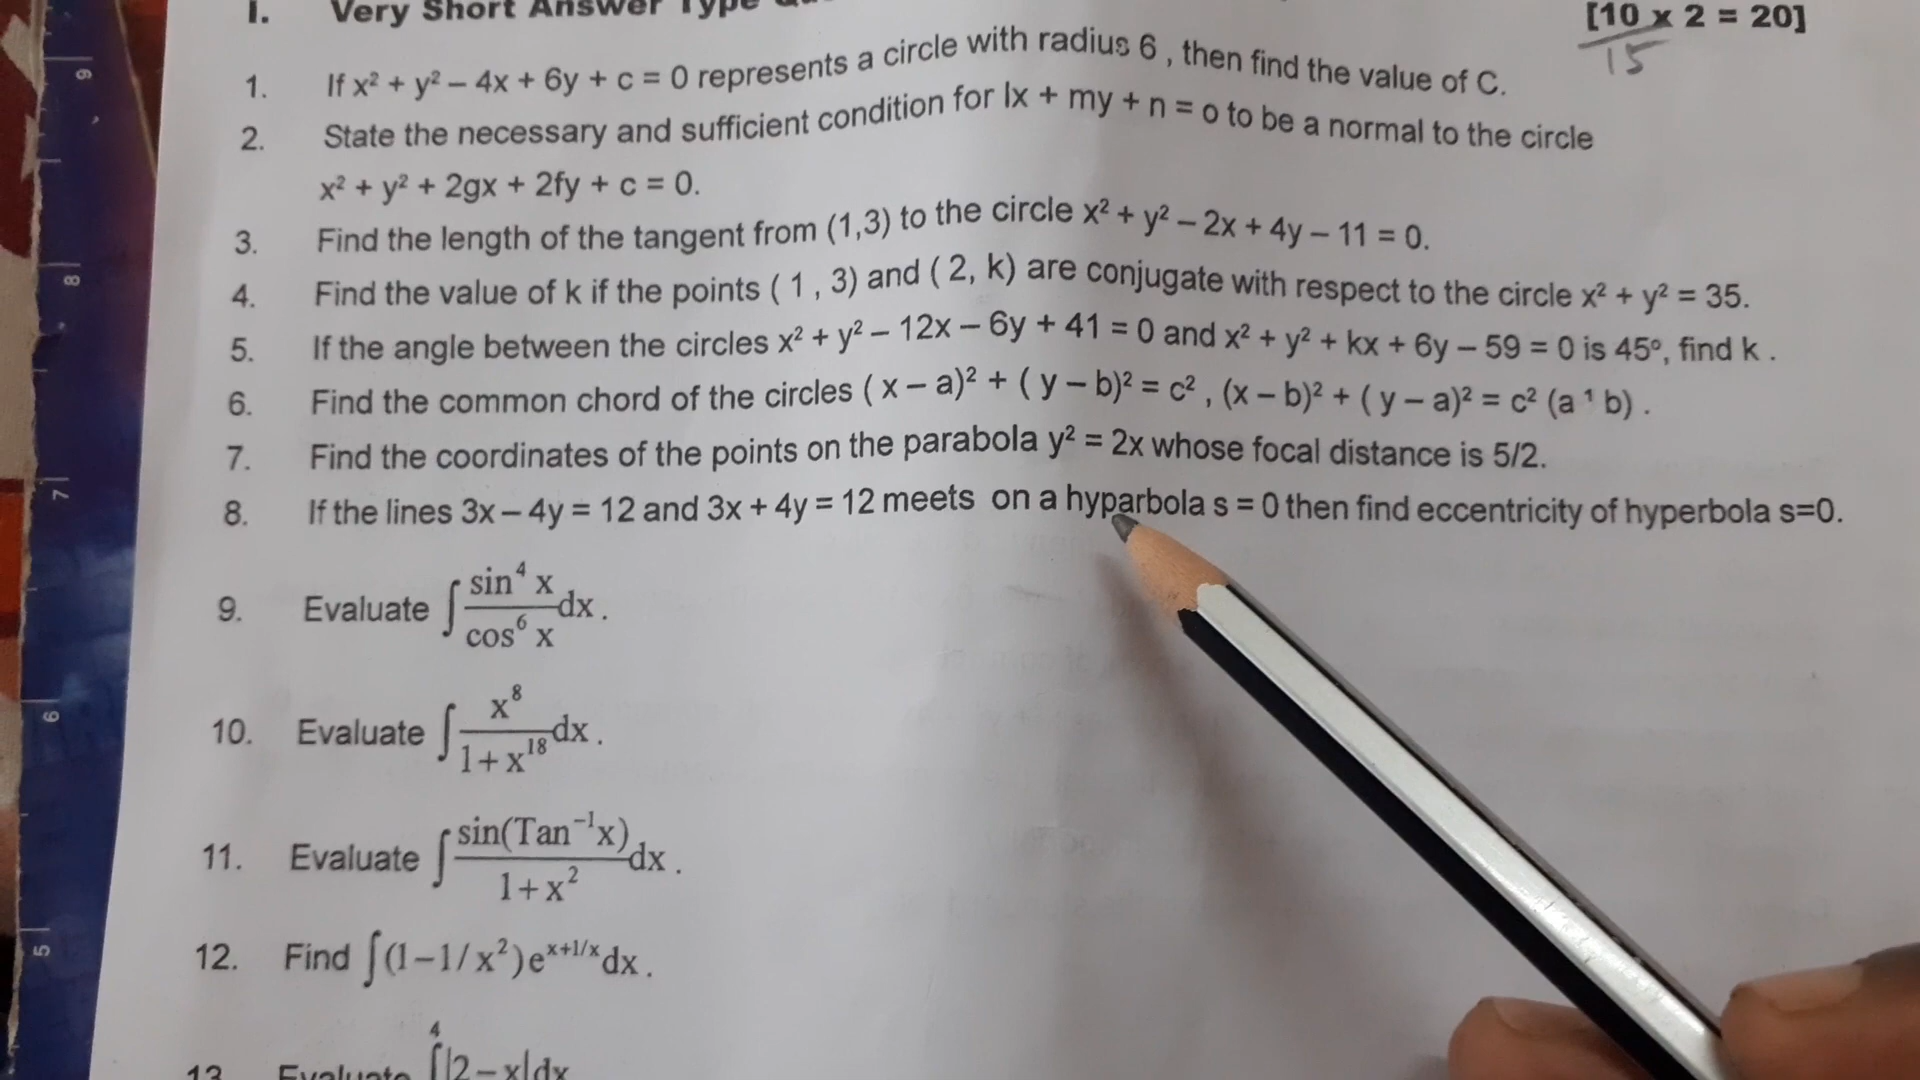 I. Very Short Answer Type
[10 x 2 = 20]
15
1. If x² + y² – 4x + 6y + c = 0 represents a circle with radius 6 , then find the value of C.
2. State the necessary and sufficient condition for lx + my + n = o to be a normal to the circle
x² + y² + 2gx + 2fy + c = 0.
3. Find the length of the tangent from (1,3) to the circle x² + y² – 2x + 4y – 11 = 0.
4. Find the value of k if the points ( 1 , 3) and ( 2, k) are conjugate with respect to the circle x² + y² = 35.
5. If the angle between the circles x² + y² – 12x – 6y + 41 = 0 and x² + y² + kx + 6y – 59 = 0 is 45º, find k .
6. Find the common chord of the circles ( x – a)² + ( y – b)² = c² , (x – b)² + ( y – a)² = c² (a ¹ b) .
7. Find the coordinates of the points on the parabola y² = 2x whose focal distance is 5/2.
8. If the lines 3x – 4y = 12 and 3x + 4y = 12 meets on a hyparbola s = 0 then find eccentricity of hyperbola s=0.
9. Evaluate ∫ sin⁴ x / cos⁶ x dx .
10. Evaluate ∫ x⁸ / 1+x¹⁸ dx .
11. Evaluate ∫ sin(Tan⁻¹x) / 1+x² dx .
12. Find ∫(1–1/x²)eˣ⁺¹/ˣdx .
13. Evaluate ∫⁴|2–x|dx
9
8
7
6
5